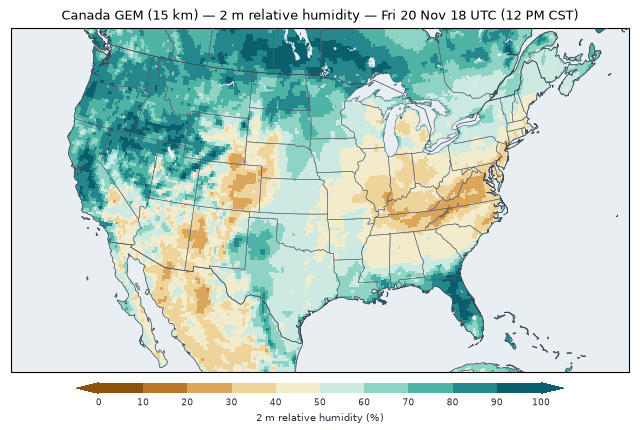 Canada GEM (15 km) — 2 m relative humidity — Fri 20 Nov 18 UTC (12 PM CST)
0 10 20 30 40 50 60 70 80 90 100
2 m relative humidity (%)